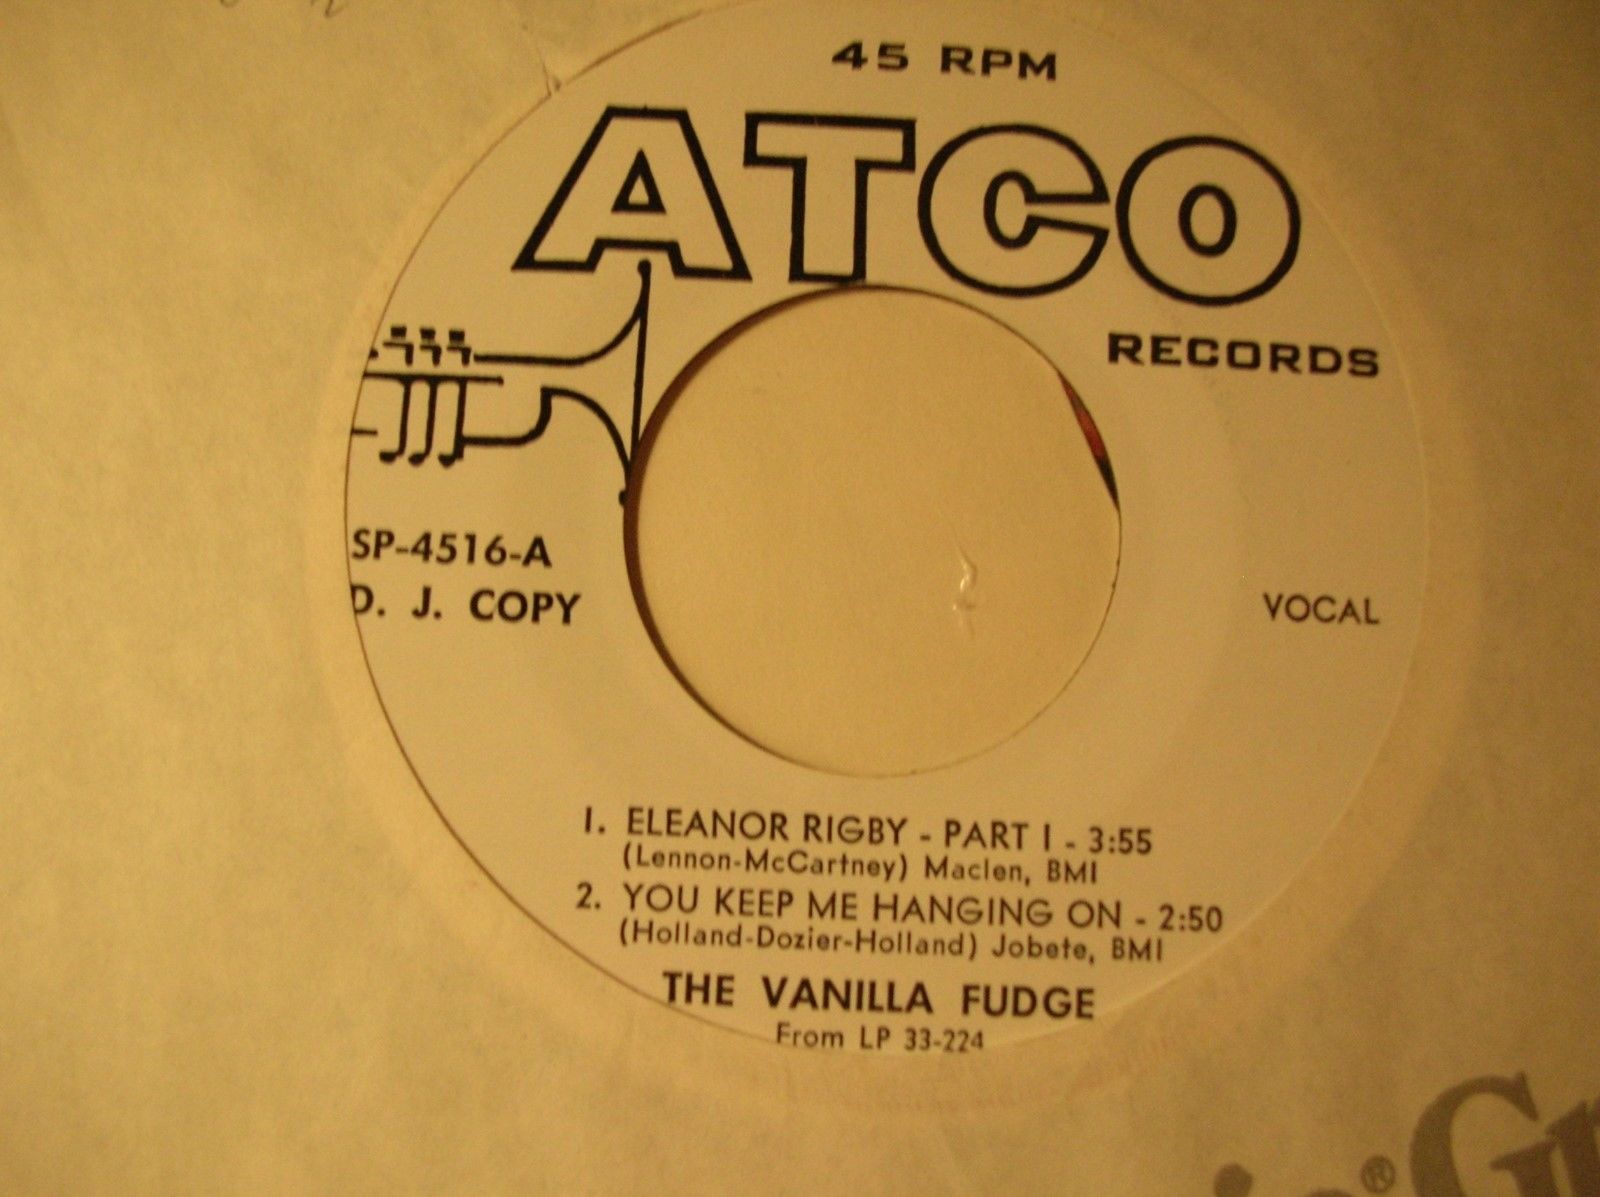 45 RPM
ATCO
RECORDS
SP-4516-A
D. J. COPY
VOCAL
1. ELEANOR RIGBY - PART I - 3:55
(Lennon-McCartney) Maclen, BMI
2. YOU KEEP ME HANGING ON - 2:50
(Holland-Dozier-Holland) Jobete, BMI
THE VANILLA FUDGE
From LP 33-224